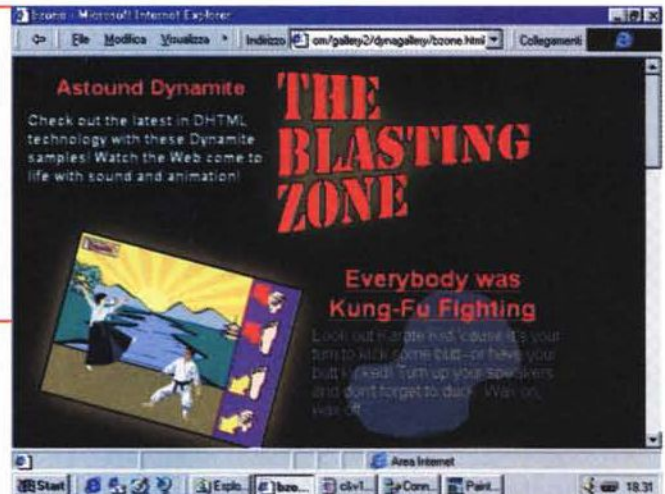 bzone - Microsoft Internet Explorer
File Modifica Visualizza » Indirizzo om/gallery2/dynagallery/bzone.html Collegamenti
Astound Dynamite
Check out the latest in DHTML
technology with these Dynamite
samples! Watch the Web come to
life with sound and animation!
THE
BLASTING
ZONE
Everybody was
Kung-Fu Fighting
Look out Karate Kid 'cause it's your
turn to kick some butt--or have your
butt kicked! Turn up your speakers
and don't forget to duck. Wax on,
wax off.
Area Internet
Start Explo... bzo... c&v1... Conn... Paint... 18.31